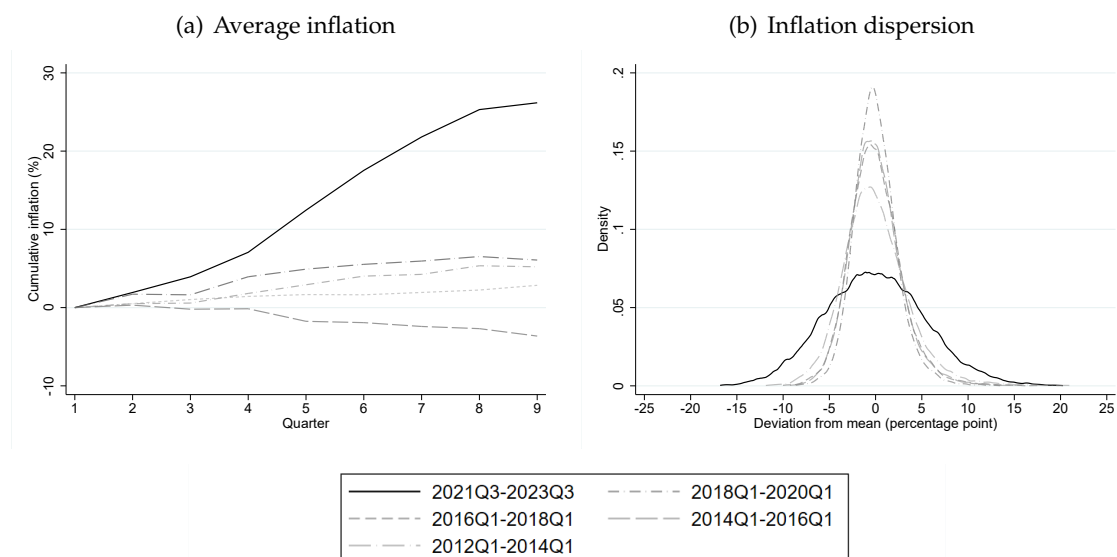 (a) Average inflation
(b) Inflation dispersion
Cumulative inflation (%)
30
20
10
0
-10
1 2 3 4 5 6 7 8 9
Quarter
Density
.2
.15
.1
.05
0
-25 -20 -15 -10 -5 0 5 10 15 20 25
Deviation from mean (percentage point)
2021Q3-2023Q3
2018Q1-2020Q1
2016Q1-2018Q1
2014Q1-2016Q1
2012Q1-2014Q1